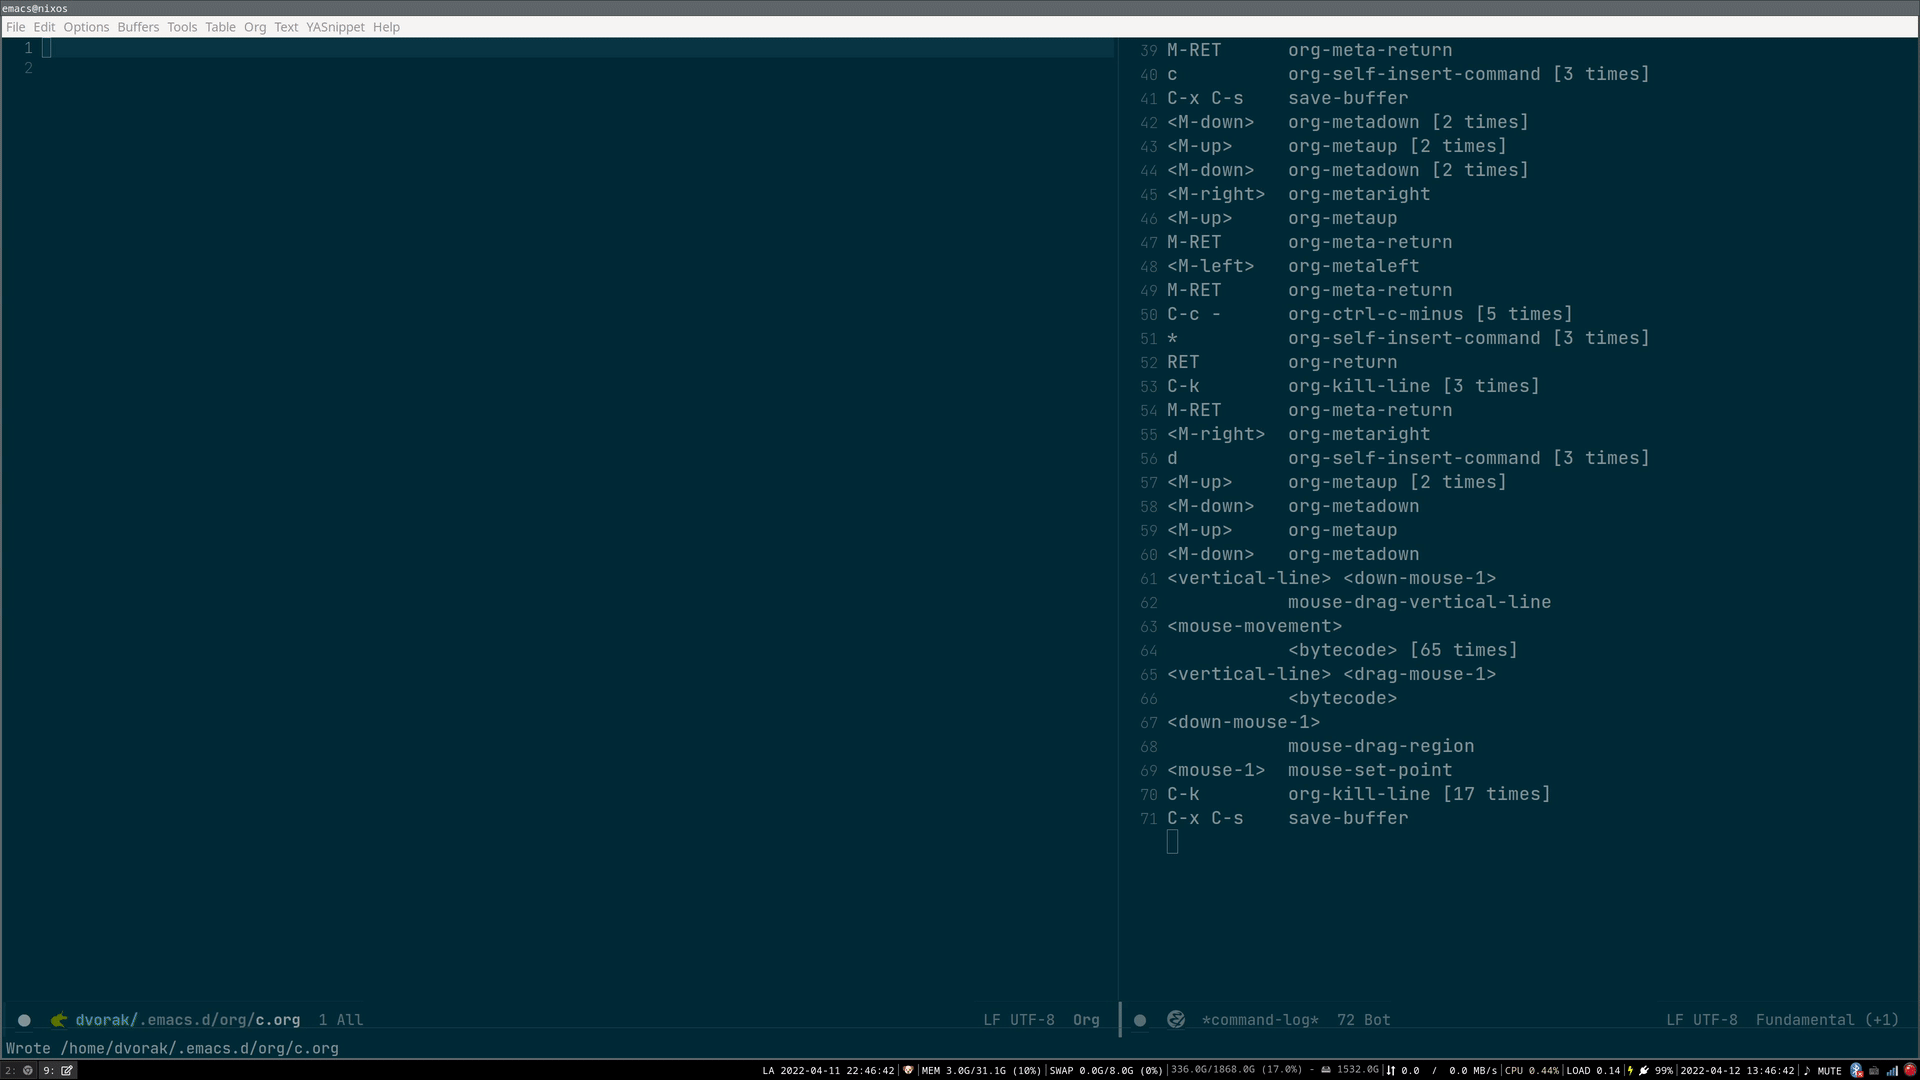 emacs@nixos
File Edit Options Buffers Tools Table Org Text YASnippet Help
1
2
39 M-RET org-meta-return
40 c org-self-insert-command [3 times]
41 C-x C-s save-buffer
42 <M-down> org-metadown [2 times]
43 <M-up> org-metaup [2 times]
44 <M-down> org-metadown [2 times]
45 <M-right> org-metaright
46 <M-up> org-metaup
47 M-RET org-meta-return
48 <M-left> org-metaleft
49 M-RET org-meta-return
50 C-c - org-ctrl-c-minus [5 times]
51 * org-self-insert-command [3 times]
52 RET org-return
53 C-k org-kill-line [3 times]
54 M-RET org-meta-return
55 <M-right> org-metaright
56 d org-self-insert-command [3 times]
57 <M-up> org-metaup [2 times]
58 <M-down> org-metadown
59 <M-up> org-metaup
60 <M-down> org-metadown
61 <vertical-line> <down-mouse-1>
62 mouse-drag-vertical-line
63 <mouse-movement>
64 <bytecode> [65 times]
65 <vertical-line> <drag-mouse-1>
66 <bytecode>
67 <down-mouse-1>
68 mouse-drag-region
69 <mouse-1> mouse-set-point
70 C-k org-kill-line [17 times]
71 C-x C-s save-buffer
dvorak/.emacs.d/org/c.org 1 All LF UTF-8 Org
*command-log* 72 Bot LF UTF-8 Fundamental (+1)
Wrote /home/dvorak/.emacs.d/org/c.org
2: 9: LA 2022-04-11 22:46:42 | MEM 3.0G/31.1G (10%) | SWAP 0.0G/8.0G (0%) | 336.0G/1868.0G (17.0%) - 1532.0G | 0.0 / 0.0 MB/s | CPU 0.44% | LOAD 0.14 | 99% | 2022-04-12 13:46:42 | MUTE